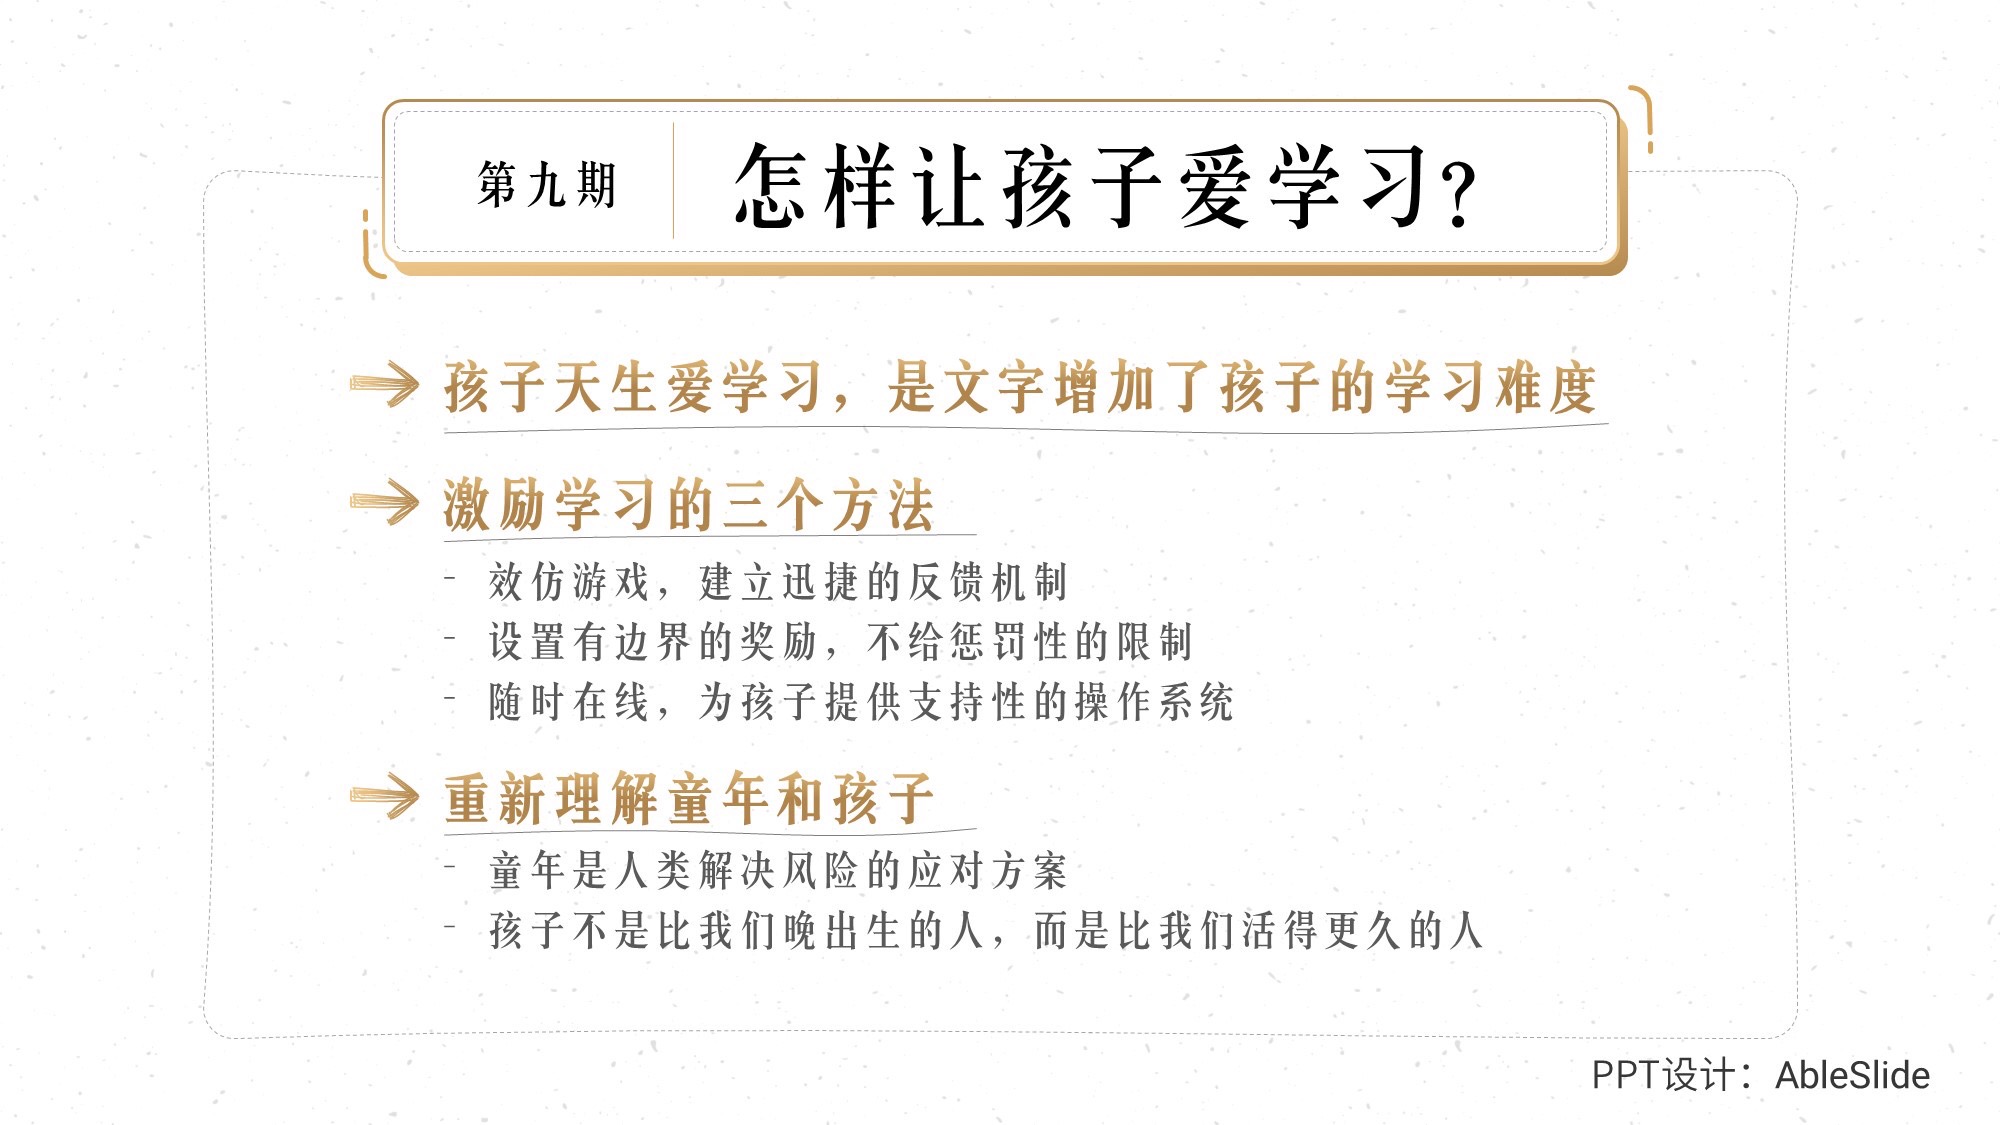 第九期
怎样让孩子爱学习?
孩子天生爱学习，是文字增加了孩子的学习难度
激励学习的三个方法
- 效仿游戏，建立迅捷的反馈机制
- 设置有边界的奖励，不给惩罚性的限制
- 随时在线，为孩子提供支持性的操作系统
重新理解童年和孩子
- 童年是人类解决风险的应对方案
- 孩子不是比我们晚出生的人，而是比我们活得更久的人
PPT设计：AbleSlide